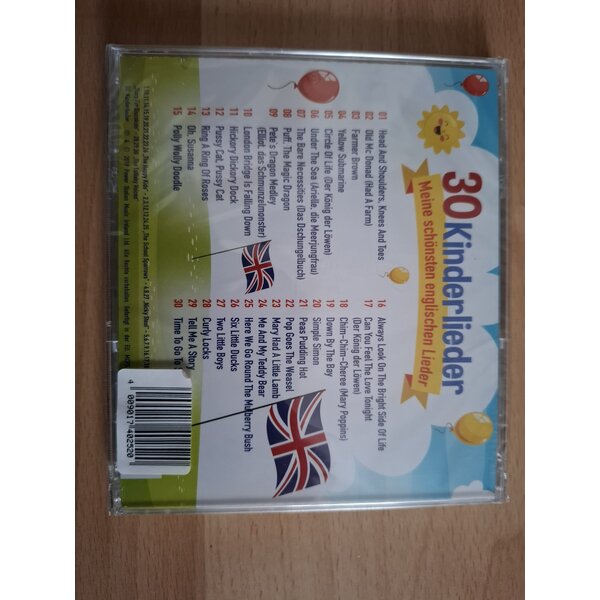 30 Kinderlieder
Meine schönsten englischen Lieder
01 Head And Shoulders, Knees And Toes
02 Old Mc Donad (Had A Farm)
03 Farmer Brown
04 Yellow Submarine
05 Circle Of Life (Der König der Löwen)
06 Under The Sea (Arielle, die Meerjungfrau)
07 The Bare Necessities (Das Dschungelbuch)
08 Puff, The Magic Dragon
09 Pete's Dragon Medley
(Elliot, das Schmunzelmonster)
10 London Bridge Is Falling Down
11 Hickory Dickory Dock
12 Pussy Cat, Pussy Cat
13 Ring A Ring Of Roses
14 Oh, Susanna
15 Polly Wolly Doodle
16 Always Look On The Bright Side Of Life
17 Can You Feel The Love Tonight
(Der König der Löwen)
18 Chim-Chim-Cheree (Mary Poppins)
19 Down By The Bay
20 Simple Simon
21 Peas Pudding Hot
22 Pop Goes The Weasel
23 Mary Had A Little Lamb
24 Me And My Teddy Bear
25 Here We Go Round The Mulberry Bush
26 Six Little Ducks
27 Two Little Boys
28 Curly Locks
29 Tell Me A Story
30 Time To Go To
4 009017 402520